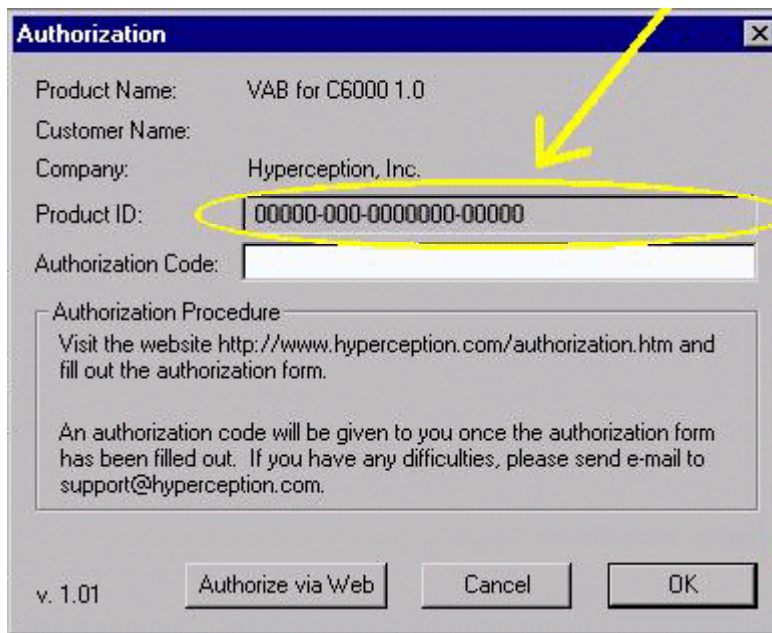 Authorization
Product Name: VAB for C6000 1.0
Customer Name:
Company: Hyperception, Inc.
Product ID: 00000-000-0000000-00000
Authorization Code:
Authorization Procedure
Visit the website http://www.hyperception.com/authorization.htm and
fill out the authorization form.
An authorization code will be given to you once the authorization form
has been filled out. If you have any difficulties, please send e-mail to
support@hyperception.com.
v. 1.01 Authorize via Web Cancel OK